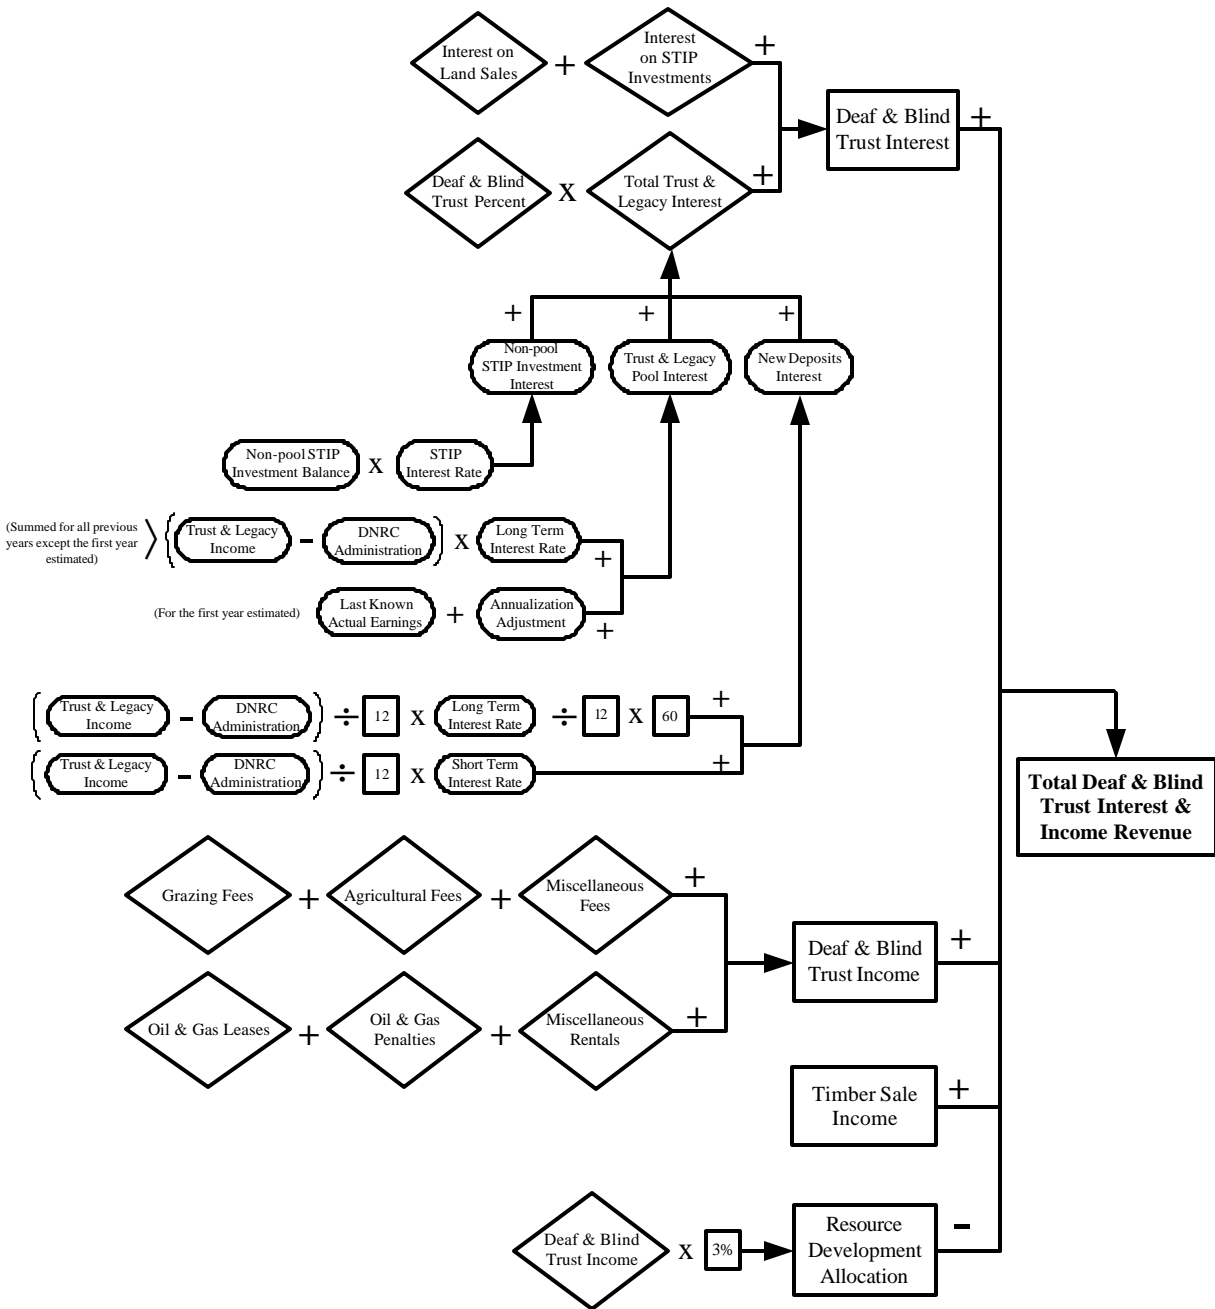 Interest on
Land Sales
+
Interest
on STIP
Investments
+
Deaf & Blind
Trust Interest
+
Deaf & Blind
Trust Percent
X
Total Trust &
Legacy Interest
+
+
+
+
Non-pool
STIP Investment
Interest
Trust & Legacy
Pool Interest
New Deposits
Interest
Non-pool STIP
Investment Balance
X
STIP
Interest Rate
(Summed for all previous
years except the first year
estimated)
Trust & Legacy
Income
-
DNRC
Administration
X
Long Term
Interest Rate
+
(For the first year estimated)
Last Known
Actual Earnings
+
Annualization
Adjustment
+
( Trust & Legacy
Income
-
DNRC
Administration )
÷
12
X
Long Term
Interest Rate
÷
12
X
60
+
( Trust & Legacy
Income
-
DNRC
Administration )
÷
12
X
Short Term
Interest Rate
+
Total Deaf & Blind
Trust Interest &
Income Revenue
Grazing Fees
+
Agricultural Fees
+
Miscellaneous
Fees
+
Deaf & Blind
Trust Income
+
Oil & Gas Leases
+
Oil & Gas
Penalties
+
Miscellaneous
Rentals
+
Timber Sale
Income
+
Deaf & Blind
Trust Income
X
3%
Resource
Development
Allocation
-